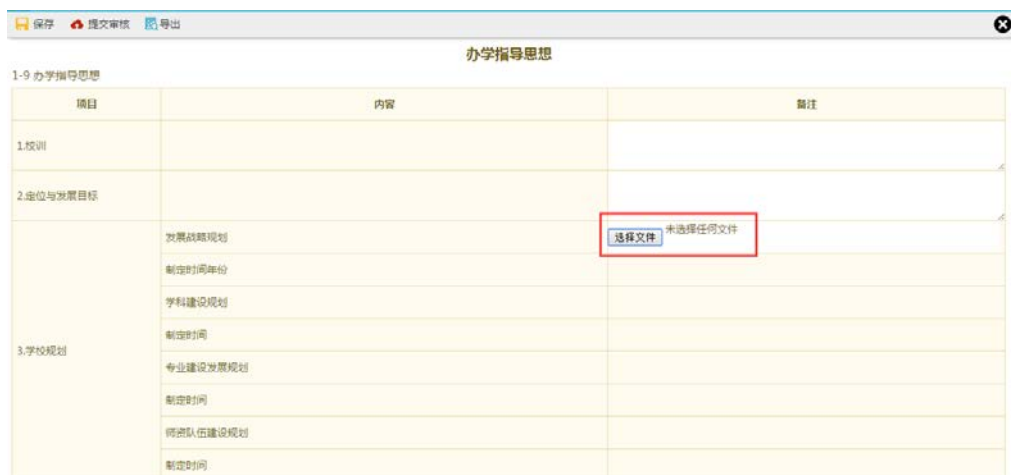 保存 提交审核 导出
办学指导思想
1-9 办学指导思想
项目 内容 备注
1.校训
2.定位与发展目标
发展战略规划 选择文件 未选择任何文件
制定时间年份
学科建设规划
制定时间
3.学校规划
专业建设发展规划
制定时间
师资队伍建设规划
制定时间